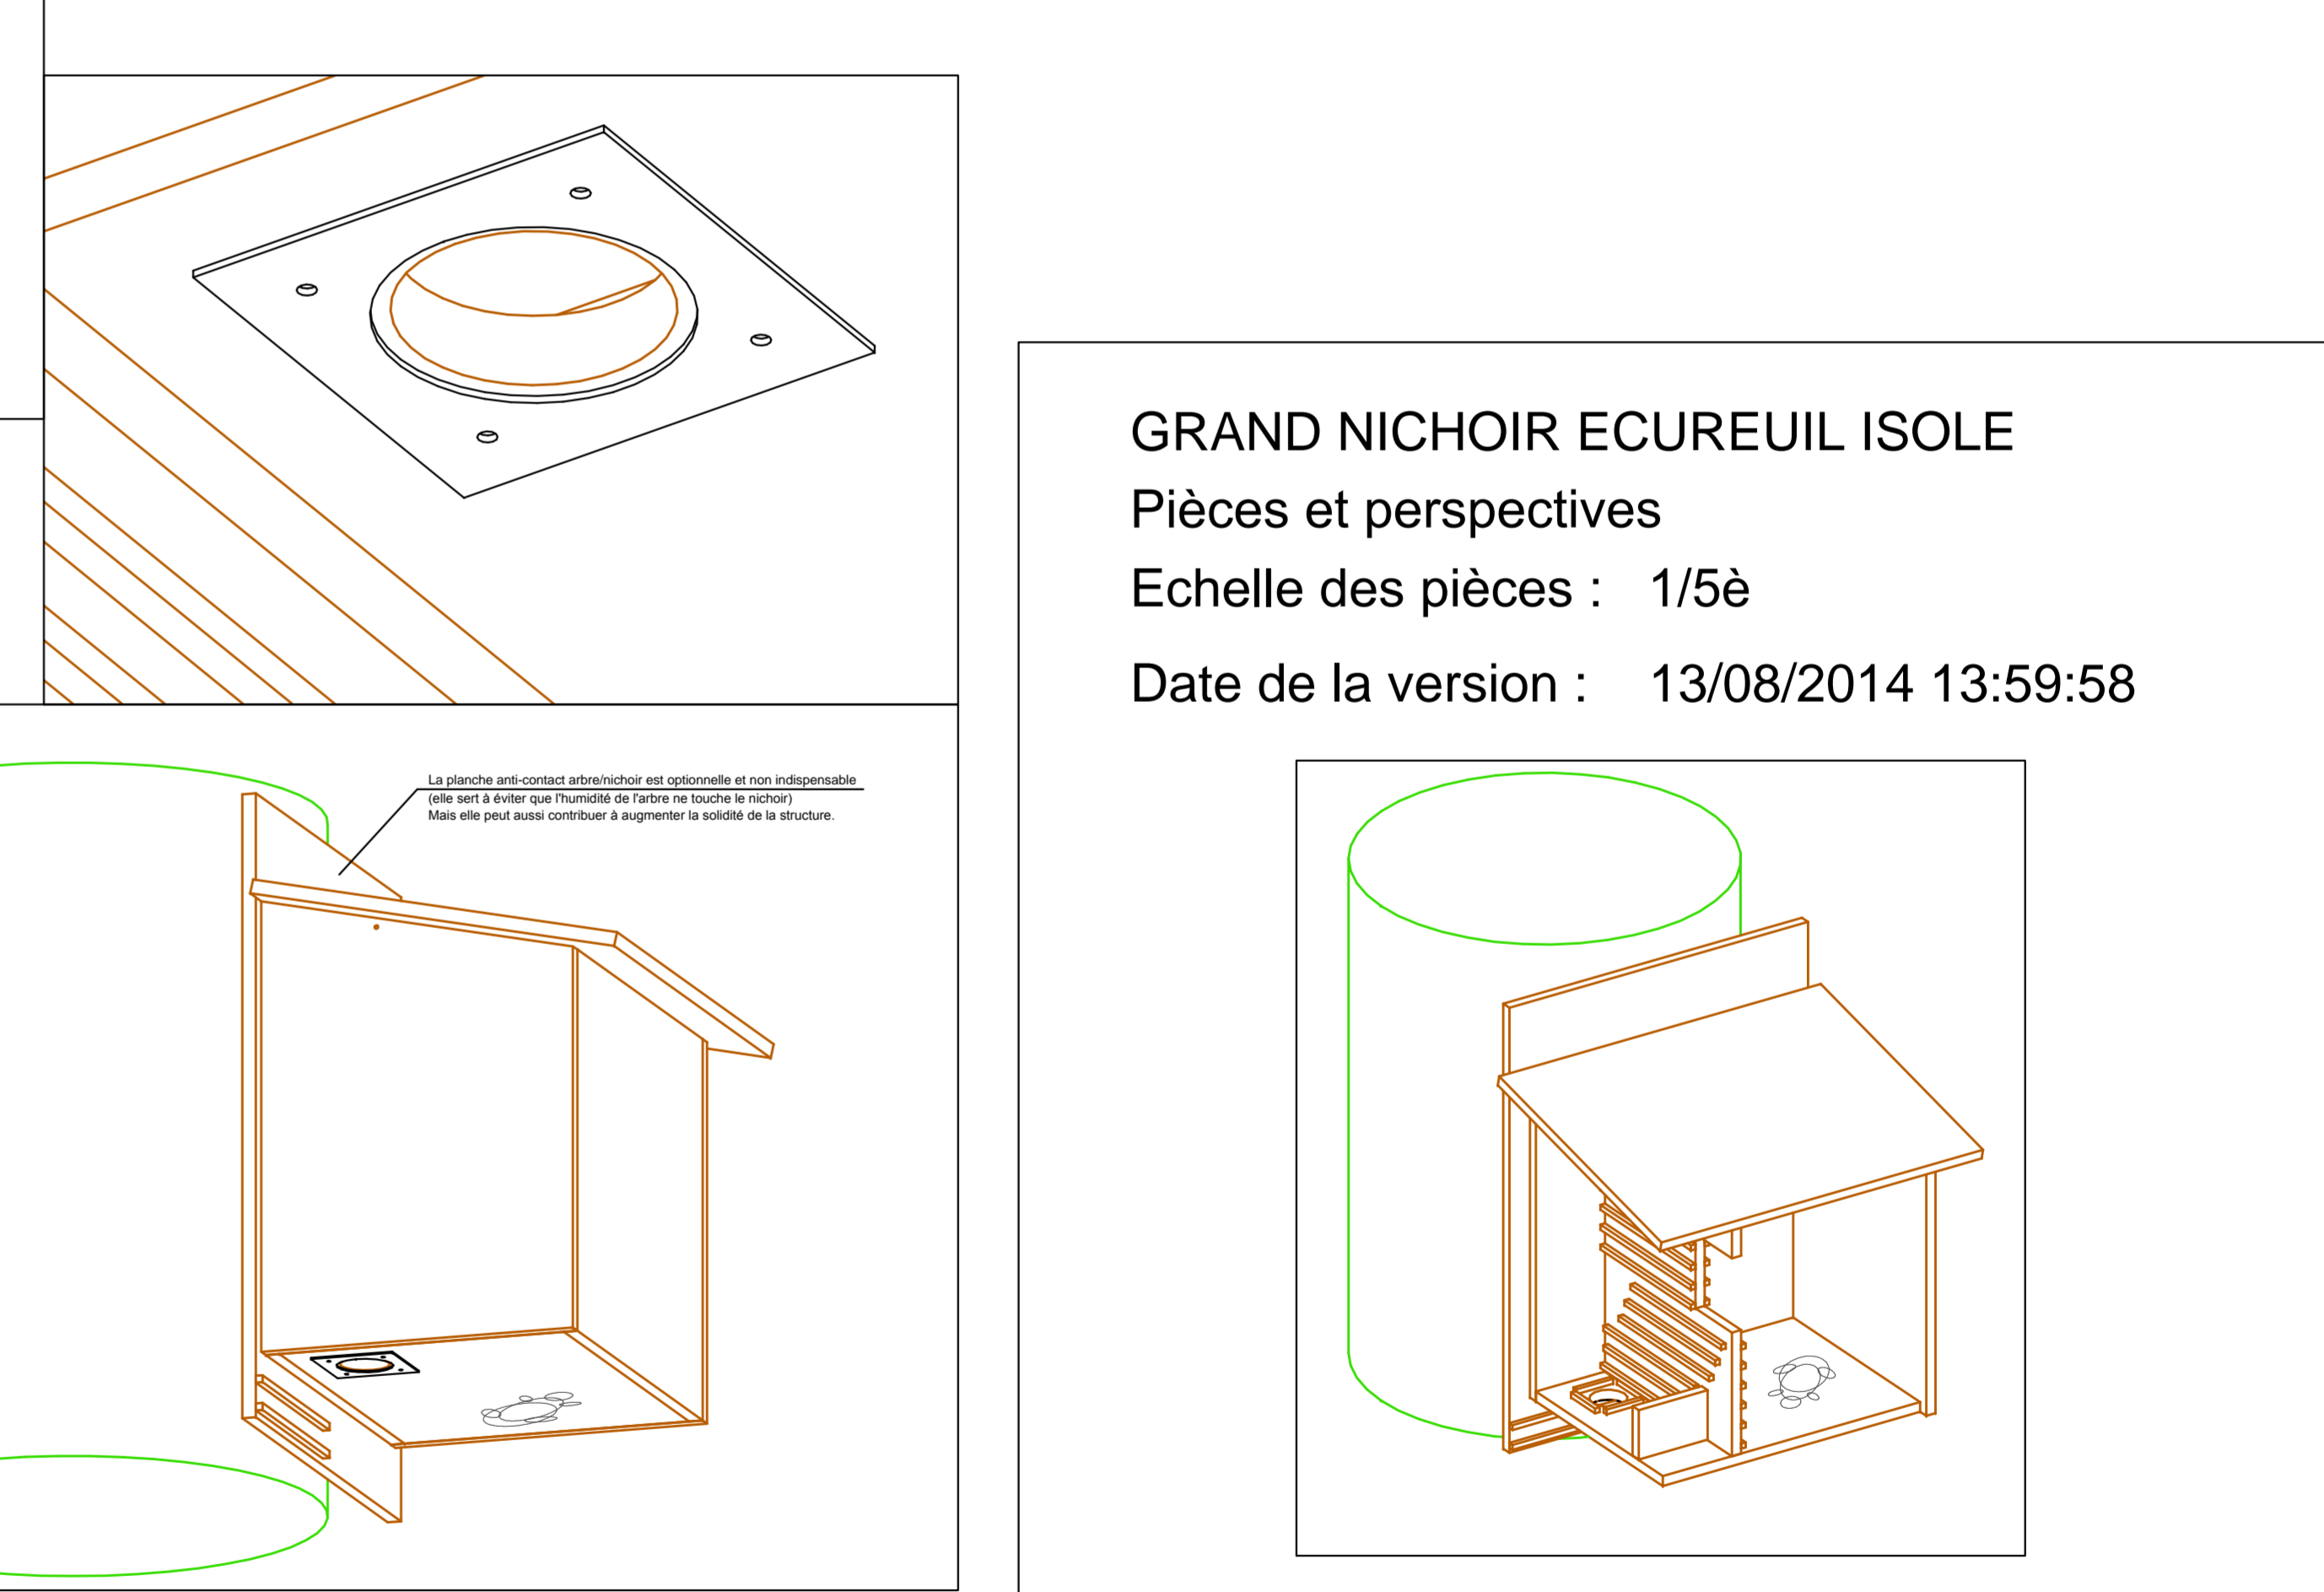 GRAND NICHOIR ECUREUIL ISOLE
Pièces et perspectives
Echelle des pièces : 1/5è
Date de la version : 13/08/2014 13:59:58
La planche anti-contact arbre/nichoir est optionnelle et non indispensable
(elle sert à éviter que l'humidité de l'arbre ne touche le nichoir)
Mais elle peut aussi contribuer à augmenter la solidité de la structure.